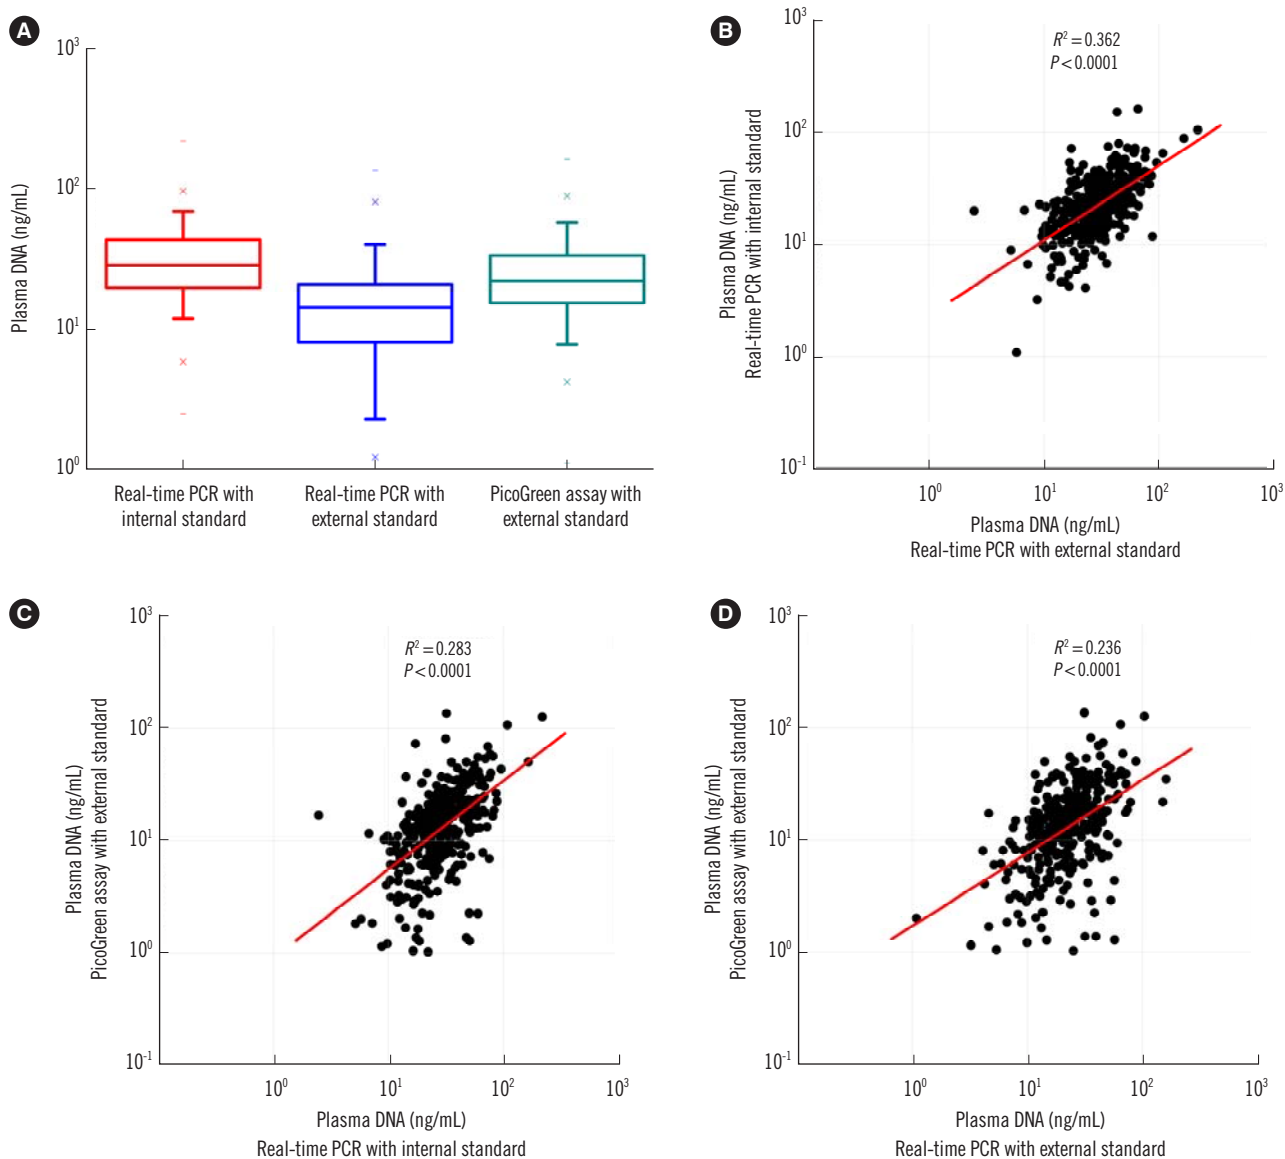 A
10³
10²
10¹
10⁰
Plasma DNA (ng/mL)
Real-time PCR with
internal standard
Real-time PCR with
external standard
PicoGreen assay with
external standard
B
R² = 0.362
P < 0.0001
10³
10²
10¹
10⁰
10⁻¹
Plasma DNA (ng/mL)
Real-time PCR with internal standard
10⁰ 10¹ 10² 10³
Plasma DNA (ng/mL)
Real-time PCR with external standard
C
R² = 0.283
P < 0.0001
10³
10²
10¹
10⁰
10⁻¹
Plasma DNA (ng/mL)
PicoGreen assay with external standard
10⁰ 10¹ 10² 10³
Plasma DNA (ng/mL)
Real-time PCR with internal standard
D
R² = 0.236
P < 0.0001
10³
10²
10¹
10⁰
10⁻¹
Plasma DNA (ng/mL)
PicoGreen assay with external standard
10⁰ 10¹ 10² 10³
Plasma DNA (ng/mL)
Real-time PCR with external standard